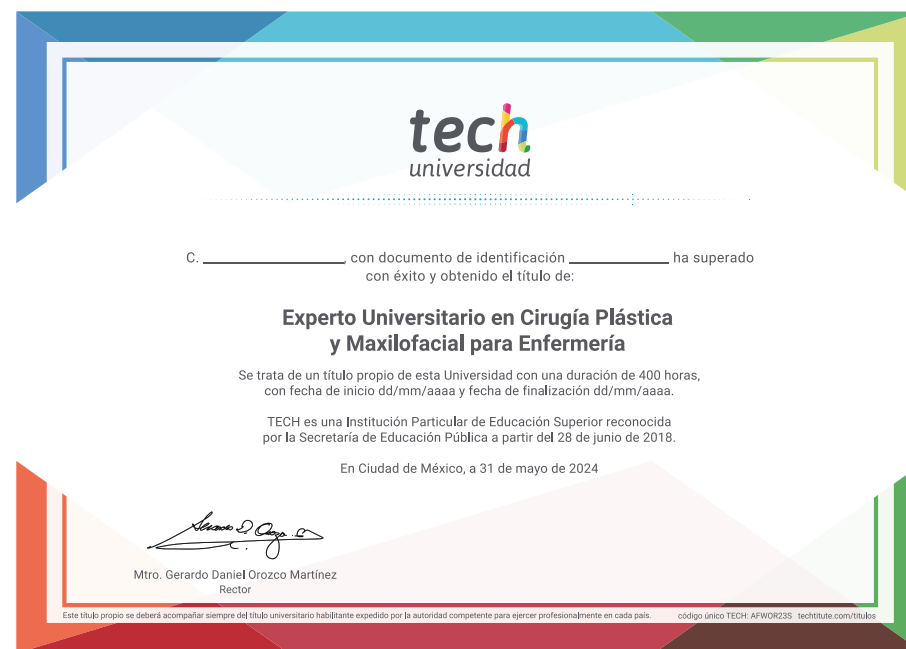 tech
universidad
C. ____________________, con documento de identificación ______________ ha superado
con éxito y obtenido el título de:
Experto Universitario en Cirugía Plástica
y Maxilofacial para Enfermería
Se trata de un título propio de esta Universidad con una duración de 400 horas,
con fecha de inicio dd/mm/aaaa y fecha de finalización dd/mm/aaaa.
TECH es una Institución Particular de Educación Superior reconocida
por la Secretaría de Educación Pública a partir del 28 de junio de 2018.
En Ciudad de México, a 31 de mayo de 2024
Mtro. Gerardo Daniel Orozco Martínez
Rector
Este título propio se deberá acompañar siempre del título universitario habilitante expedido por la autoridad competente para ejercer profesionalmente en cada país. código único TECH: AFWOR23S techtitute.com/titulos